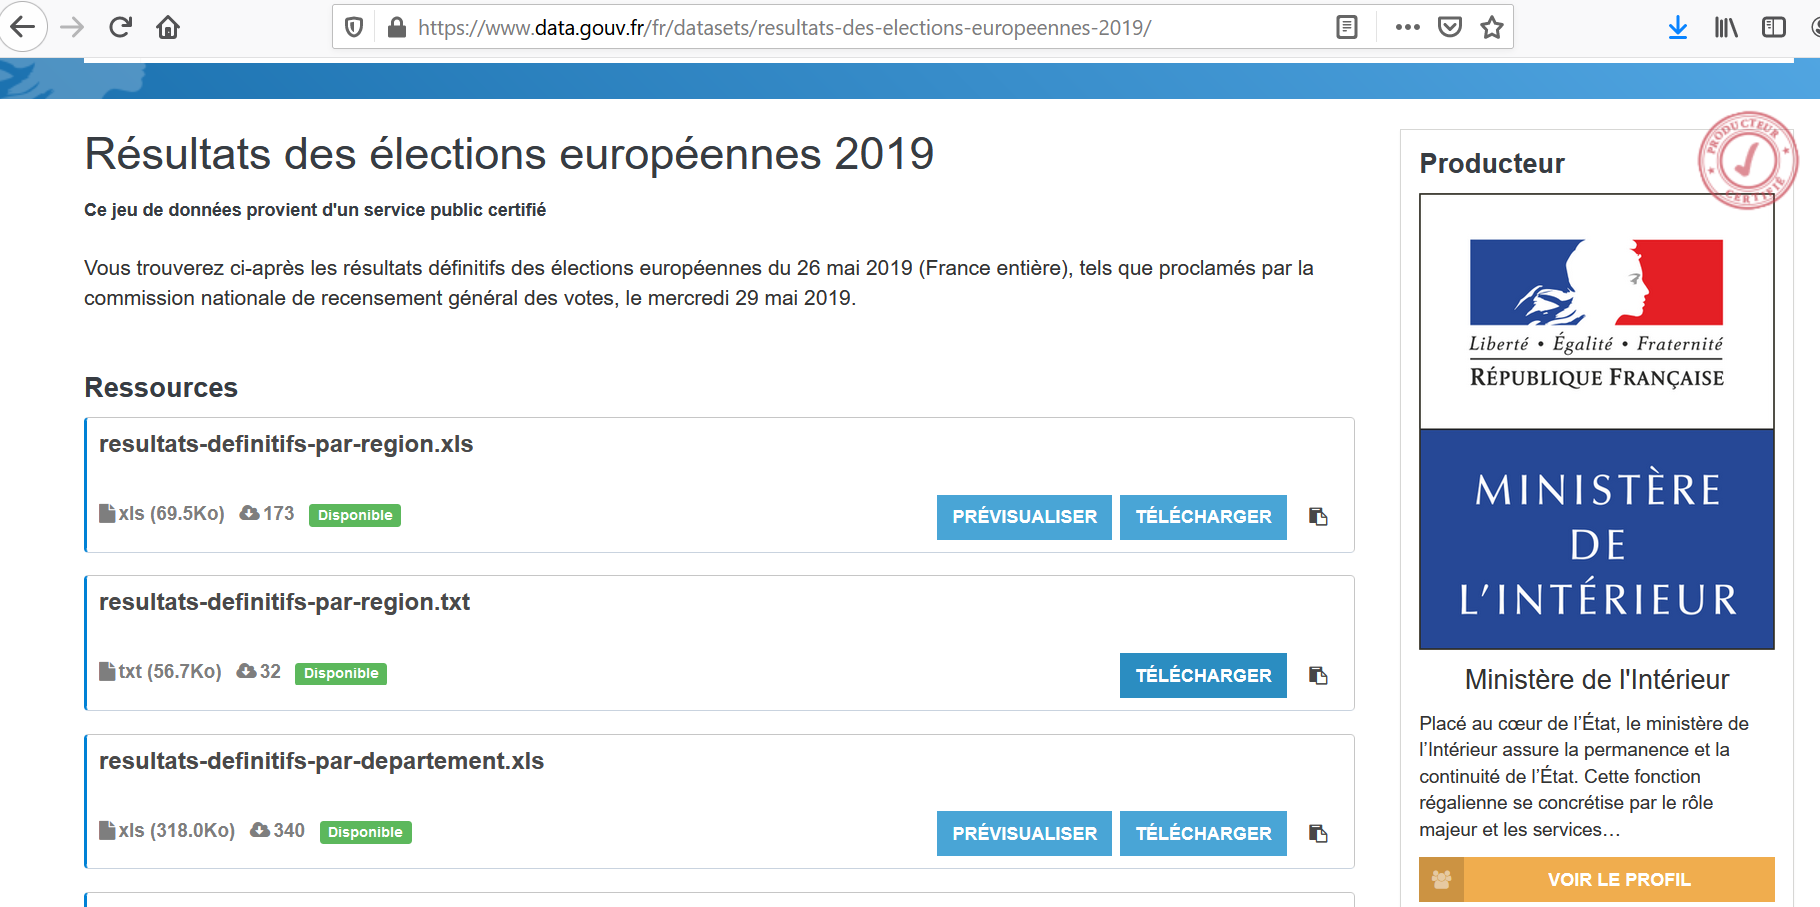 https://www.data.gouv.fr/fr/datasets/resultats-des-elections-europeennes-2019/
Résultats des élections européennes 2019
Ce jeu de données provient d'un service public certifié
Vous trouverez ci-après les résultats définitifs des élections européennes du 26 mai 2019 (France entière), tels que proclamés par la
commission nationale de recensement général des votes, le mercredi 29 mai 2019.
Ressources
resultats-definitifs-par-region.xls
xls (69.5Ko) 173 Disponible
PRÉVISUALISER TÉLÉCHARGER
resultats-definitifs-par-region.txt
txt (56.7Ko) 32 Disponible
TÉLÉCHARGER
resultats-definitifs-par-departement.xls
xls (318.0Ko) 340 Disponible
PRÉVISUALISER TÉLÉCHARGER
Producteur
PRODUCTEUR
CERTIFIÉ
Liberté • Égalité • Fraternité
RÉPUBLIQUE FRANÇAISE
MINISTÈRE
DE
L'INTÉRIEUR
Ministère de l'Intérieur
Placé au cœur de l’État, le ministère de
l’Intérieur assure la permanence et la
continuité de l’État. Cette fonction
régalienne se concrétise par le rôle
majeur et les services…
VOIR LE PROFIL